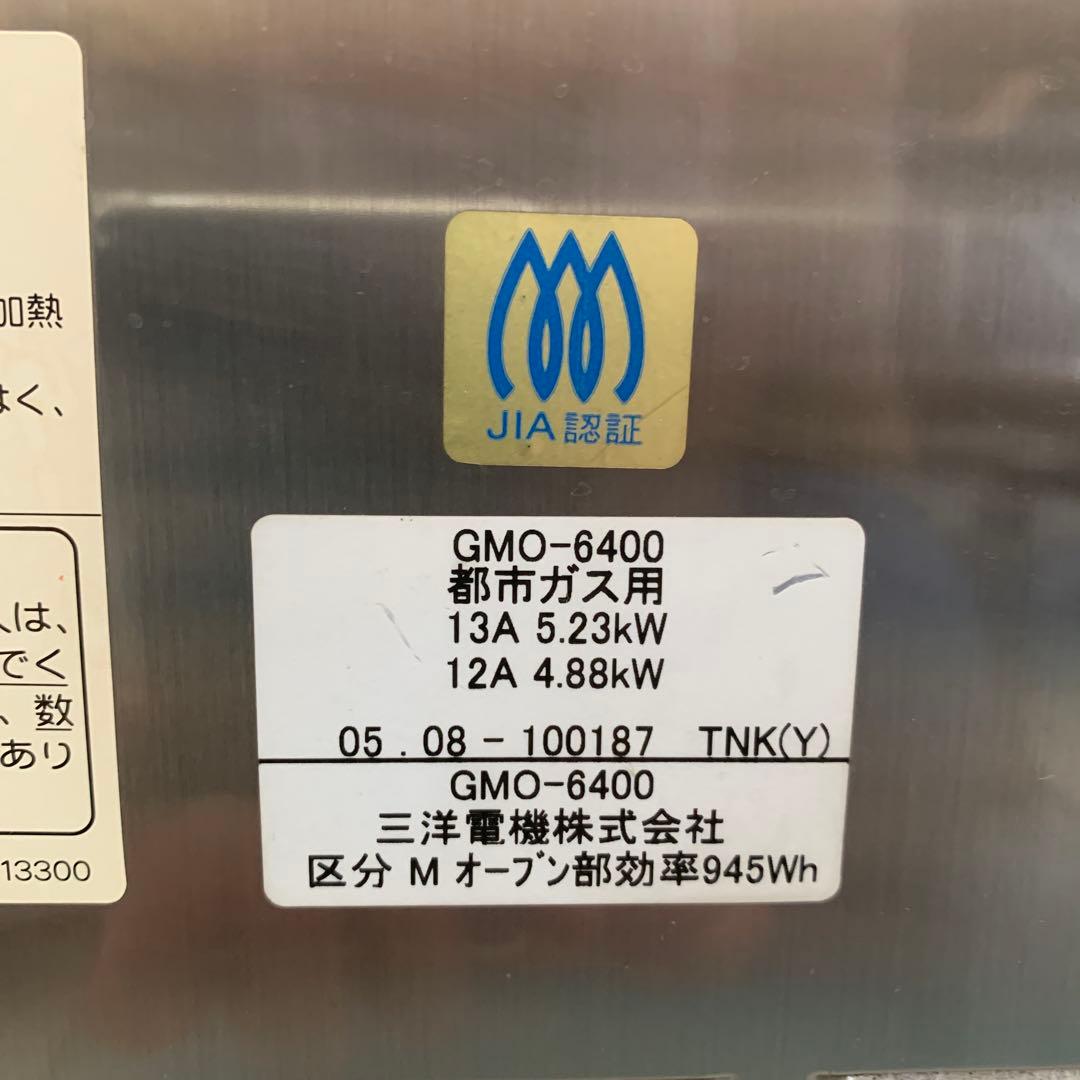 加熱
はく、
人は、
でく
、数
あり
13300
JIA認証
GMO-6400
都市ガス用
13A 5.23kW
12A 4.88kW
05.08-100187 TNK(Y)
GMO-6400
三洋電機株式会社
区分 M オーブン部効率945Wh